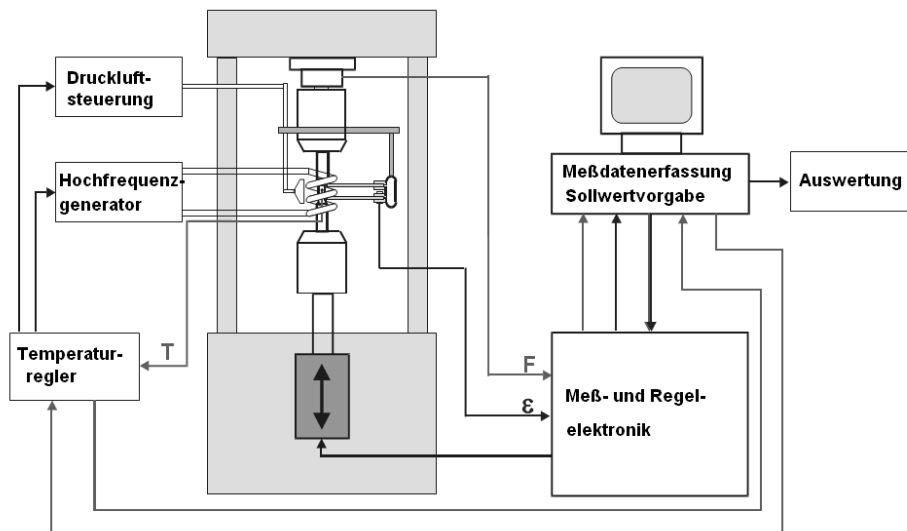 Druckluft-
steuerung
Hochfrequenz-
generator
Meßdatenerfassung
Sollwertvorgabe
Auswertung
Temperatur-
regler
T
F
ε
Meß- und Regel-
elektronik